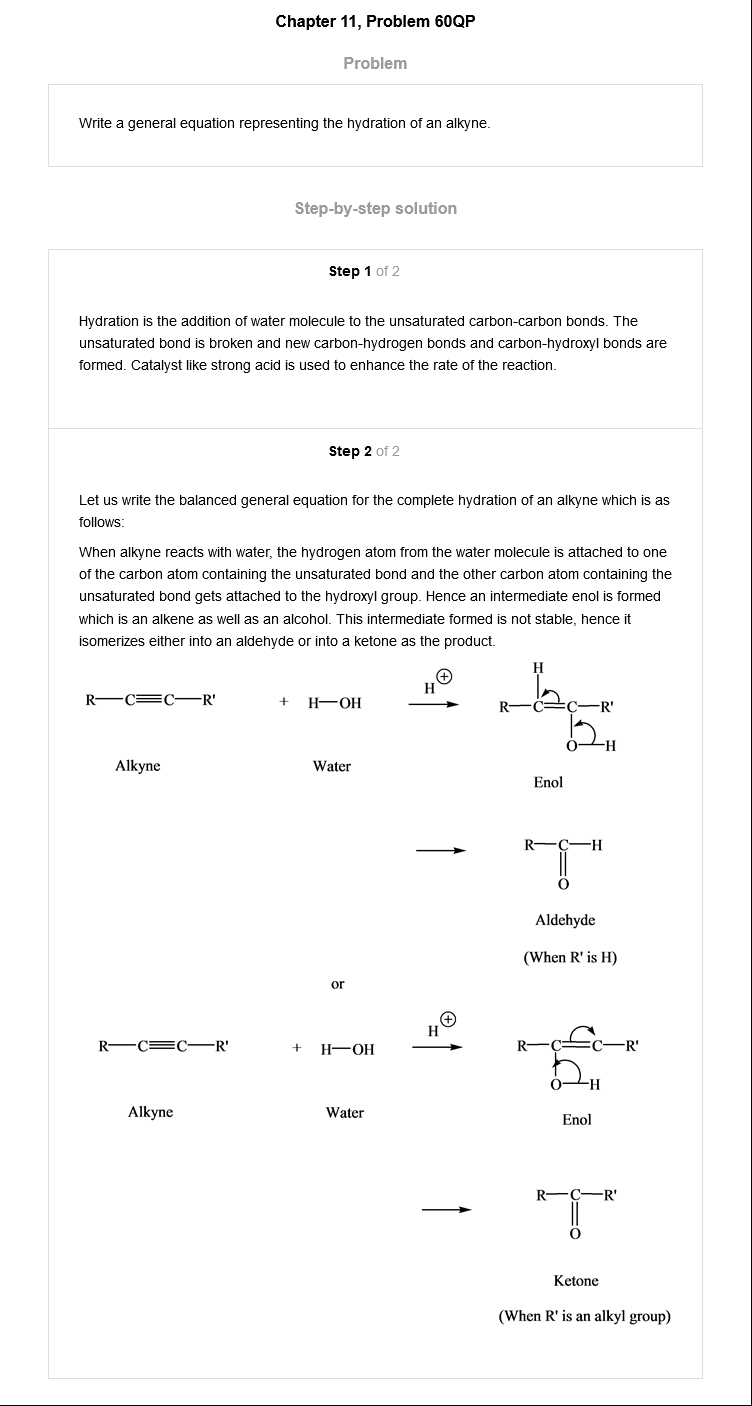 Chapter 11, Problem 60QP
Problem
Write a general equation representing the hydration of an alkyne.
Step-by-step solution
Step 1 of 2
Hydration is the addition of water molecule to the unsaturated carbon-carbon bonds. The
unsaturated bond is broken and new carbon-hydrogen bonds and carbon-hydroxyl bonds are
formed. Catalyst like strong acid is used to enhance the rate of the reaction.
Step 2 of 2
Let us write the balanced general equation for the complete hydration of an alkyne which is as
follows:
When alkyne reacts with water, the hydrogen atom from the water molecule is attached to one
of the carbon atom containing the unsaturated bond and the other carbon atom containing the
unsaturated bond gets attached to the hydroxyl group. Hence an intermediate enol is formed
which is an alkene as well as an alcohol. This intermediate formed is not stable, hence it
isomerizes either into an aldehyde or into a ketone as the product.
H
H⊕
R—C≡C—R' + H—OH R—C=C—R'
O—H
Alkyne Water
Enol
R—C—H
O
Aldehyde
(When R' is H)
or
H⊕
R—C≡C—R' + H—OH R—C=C—R'
O—H
Alkyne Water
Enol
R—C—R'
O
Ketone
(When R' is an alkyl group)